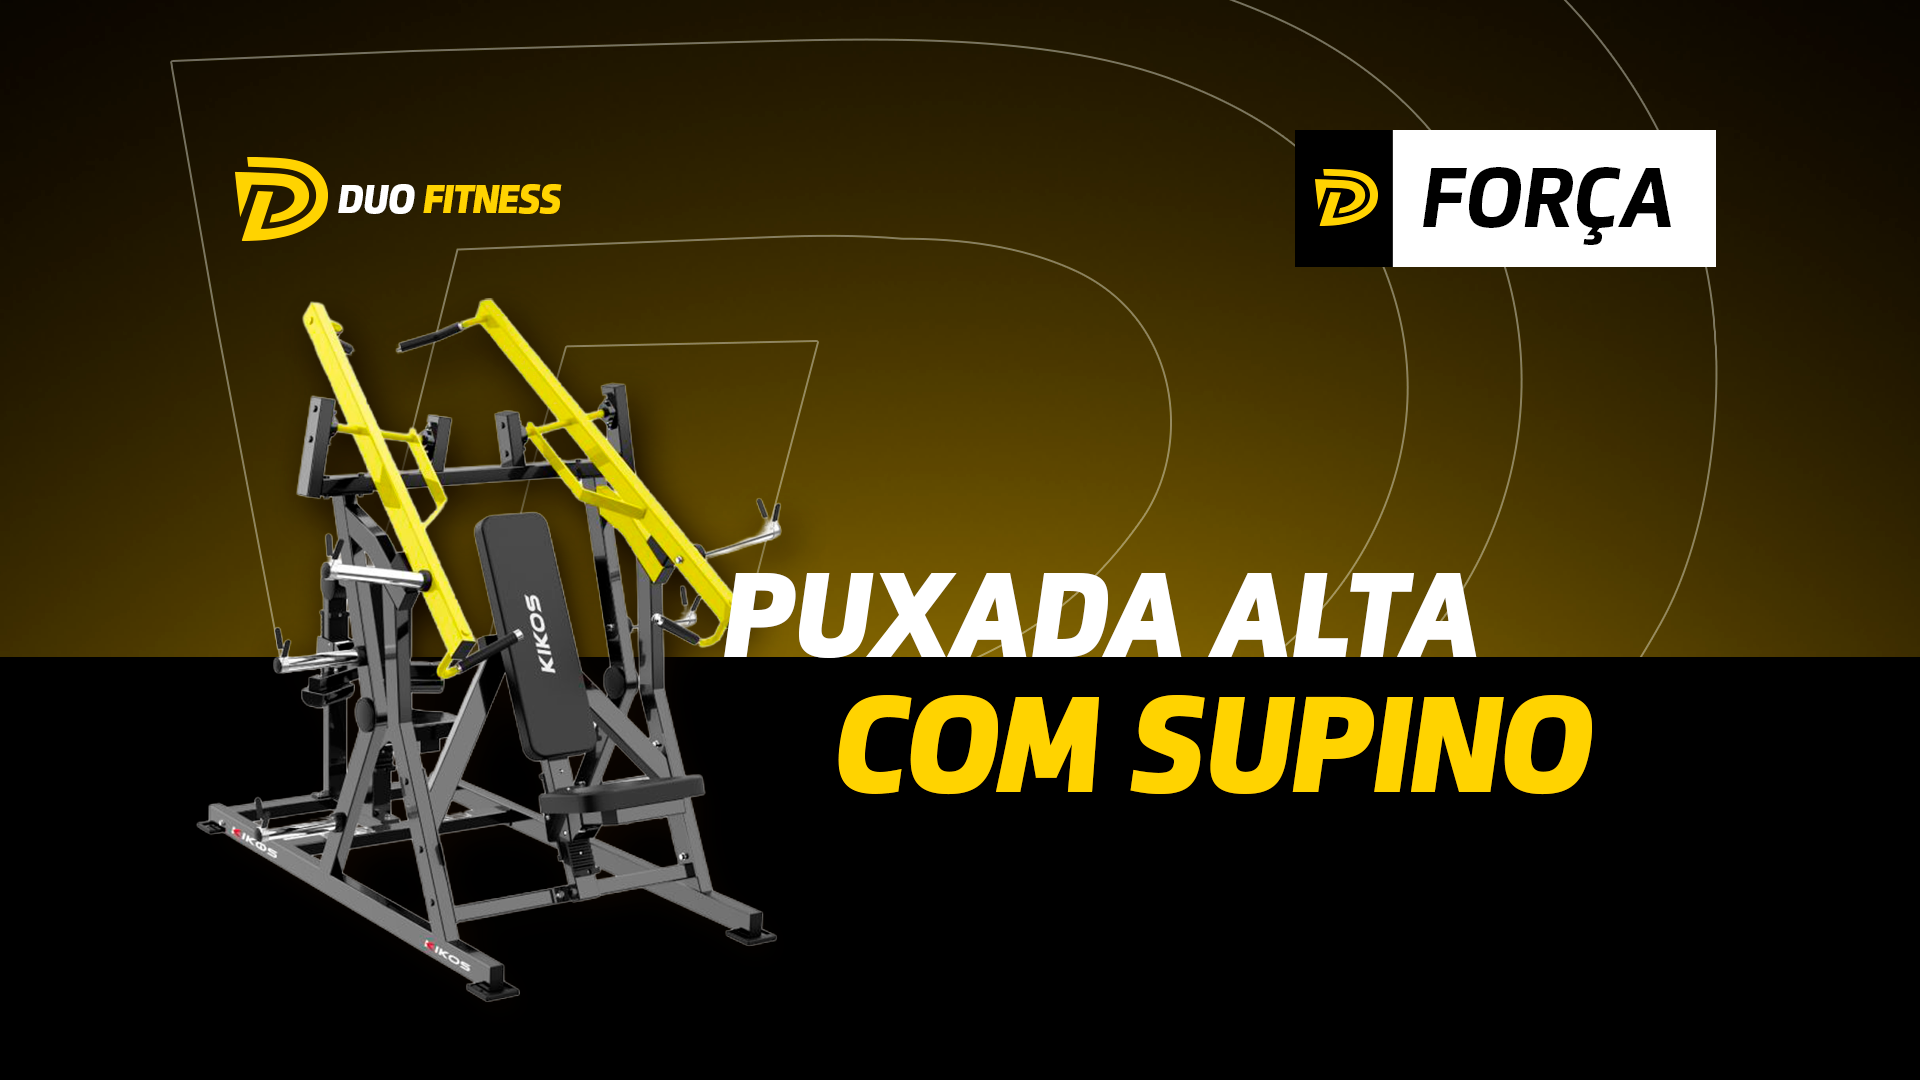 DUO FITNESS
FORÇA
PUXADA ALTA
COM SUPINO
KIKOS
KIKOS
KIKOS